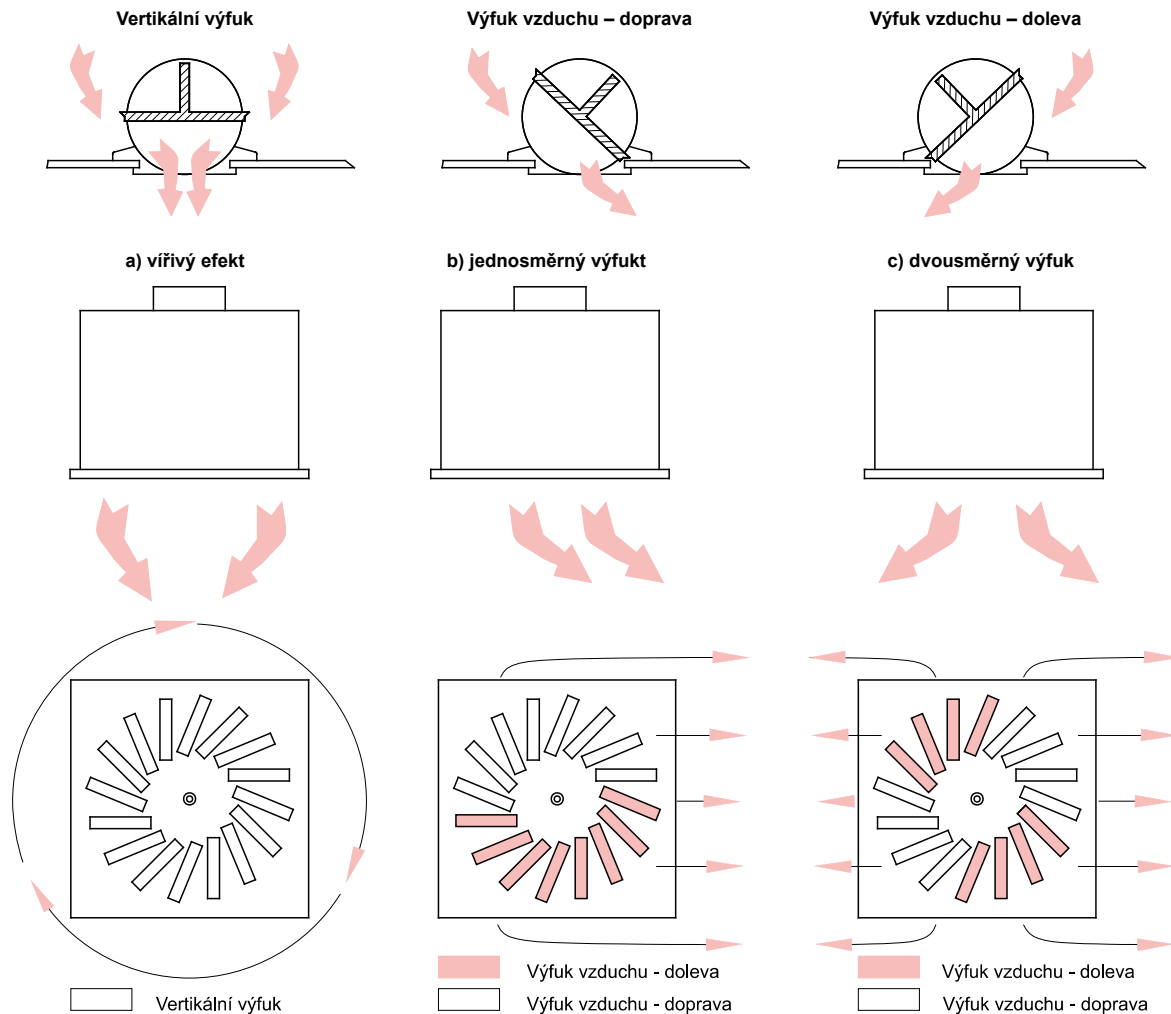 Vertikální výfuk
Výfuk vzduchu – doprava
Výfuk vzduchu – doleva
a) vířivý efekt
b) jednosměrný výfukt
c) dvousměrný výfuk
Vertikální výfuk
Výfuk vzduchu - doleva
Výfuk vzduchu - doprava
Výfuk vzduchu - doleva
Výfuk vzduchu - doprava